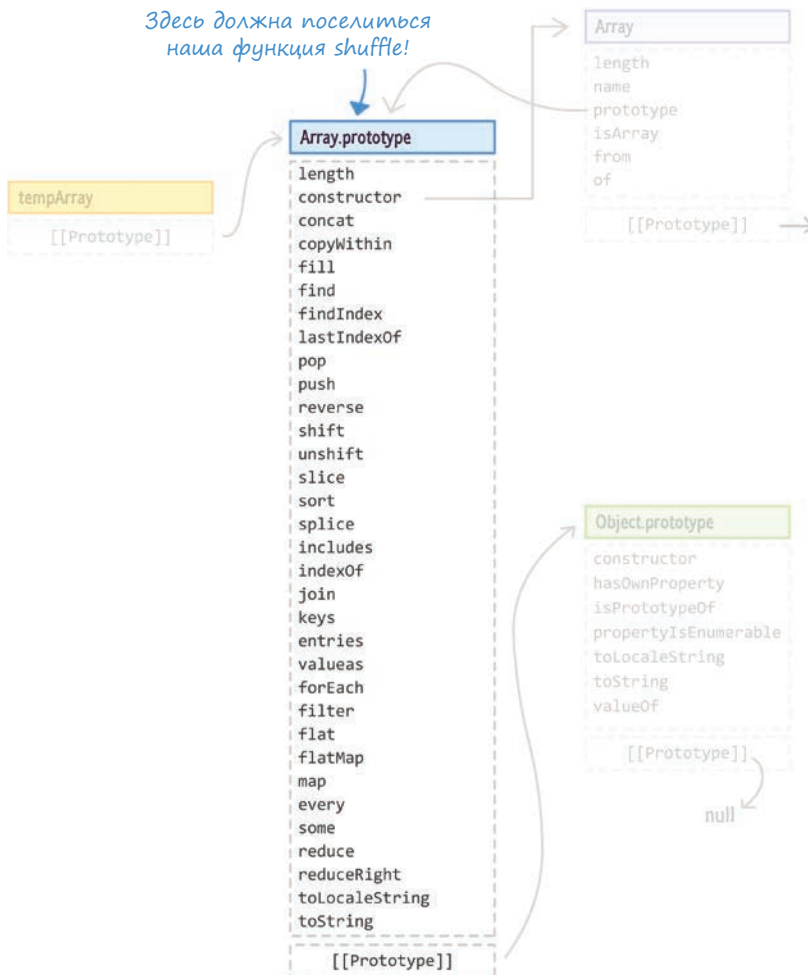 Здесь должна поселиться
наша функция shuffle!
Array
length
name
prototype
isArray
from
of
[[Prototype]]
tempArray
[[Prototype]]
Array.prototype
length
constructor
concat
copyWithin
fill
find
findIndex
lastIndexOf
pop
push
reverse
shift
unshift
slice
sort
splice
includes
indexOf
join
keys
entries
valueas
forEach
filter
flat
flatMap
map
every
some
reduce
reduceRight
toLocaleString
toString
[[Prototype]]
Object.prototype
constructor
hasOwnProperty
isPrototypeOf
propertyIsEnumerable
toLocaleString
toString
valueOf
[[Prototype]]
null